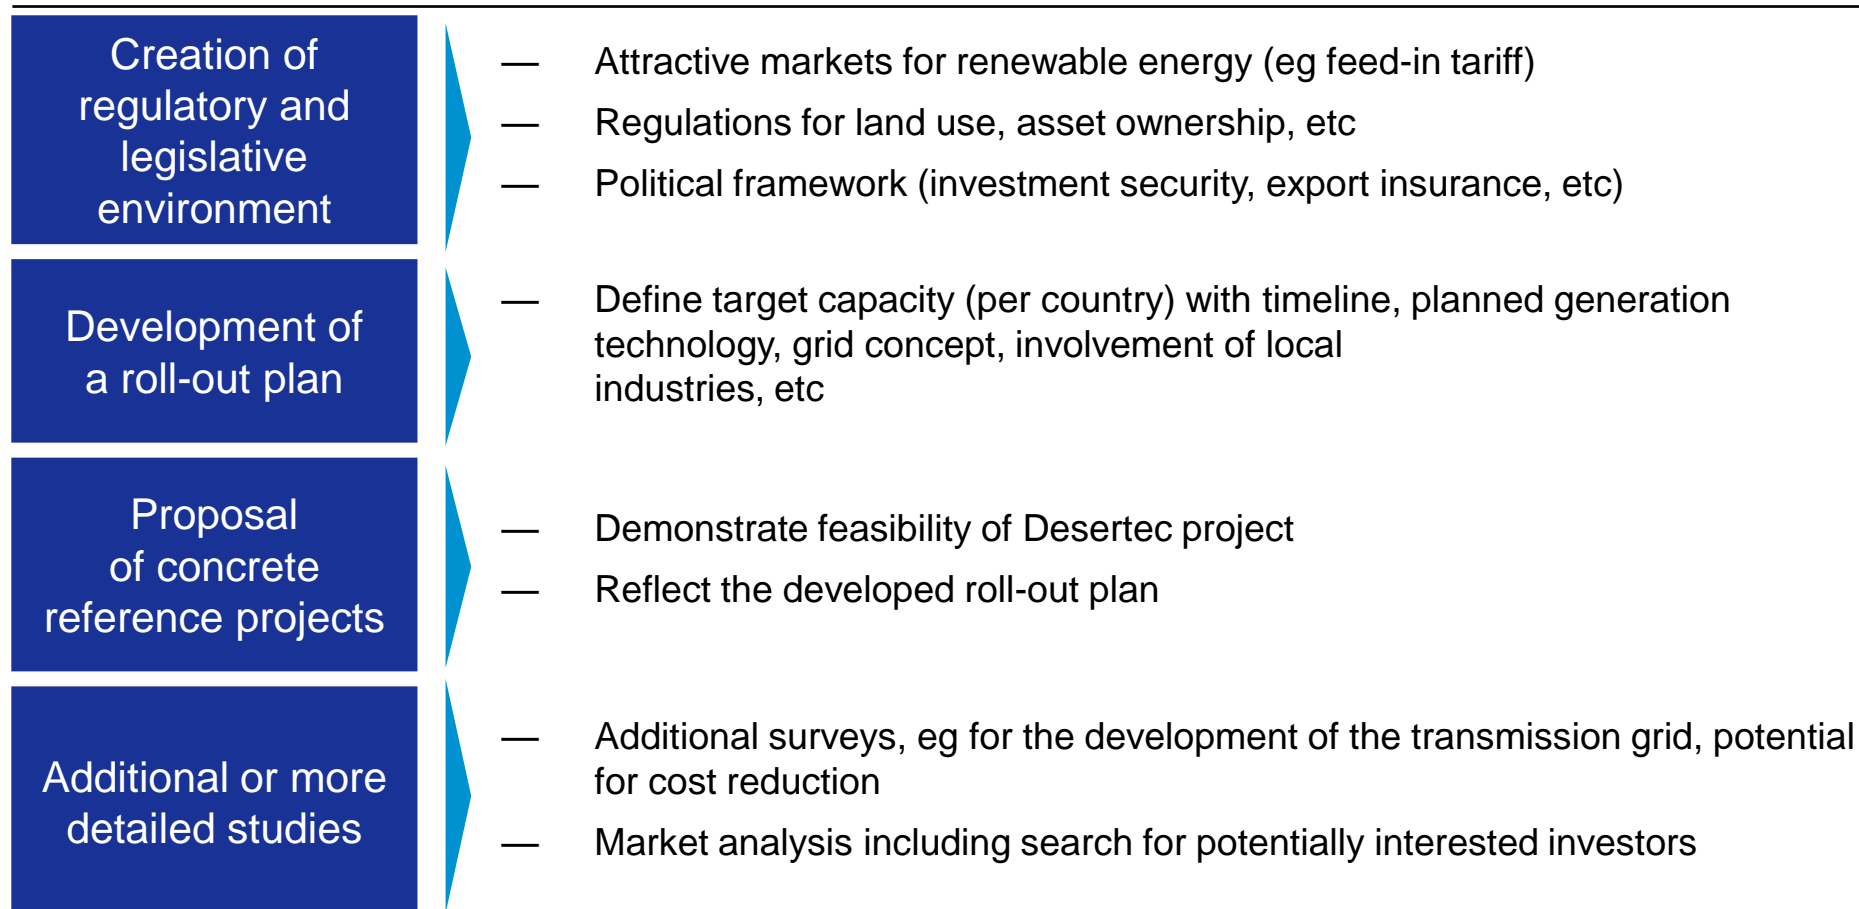 Creation of
regulatory and
legislative
environment
— Attractive markets for renewable energy (eg feed-in tariff)
— Regulations for land use, asset ownership, etc
— Political framework (investment security, export insurance, etc)
Development of
a roll-out plan
— Define target capacity (per country) with timeline, planned generation
technology, grid concept, involvement of local
industries, etc
Proposal
of concrete
reference projects
— Demonstrate feasibility of Desertec project
— Reflect the developed roll-out plan
Additional or more
detailed studies
— Additional surveys, eg for the development of the transmission grid, potential
for cost reduction
— Market analysis including search for potentially interested investors